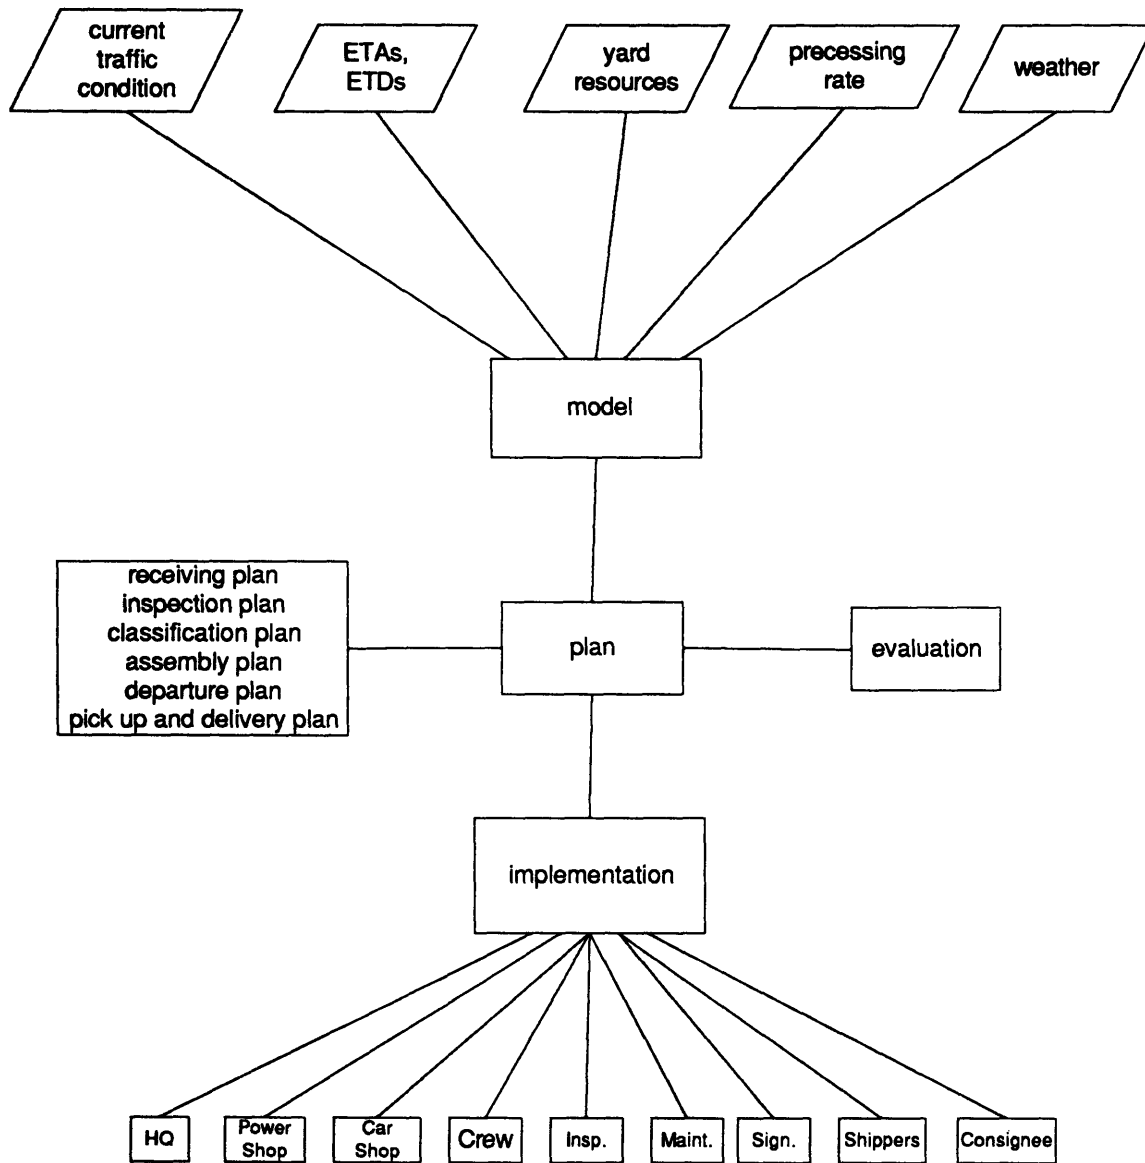 current
traffic
condition
ETAs,
ETDs
yard
resources
precessing
rate
weather
model
receiving plan
inspection plan
classification plan
assembly plan
departure plan
pick up and delivery plan
plan
evaluation
implementation
HQ
Power
Shop
Car
Shop
Crew
Insp.
Maint.
Sign.
Shippers
Consignee